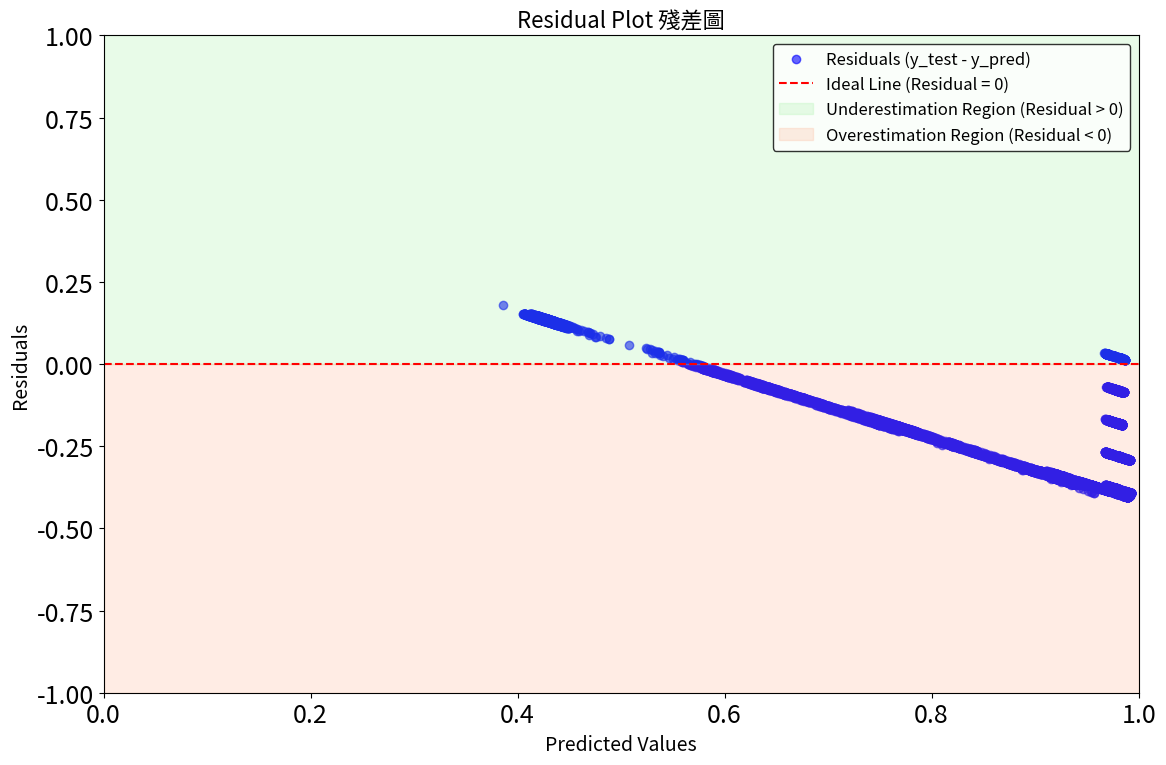 Residual Plot 殘差圖
1.00
0.75
0.50
0.25
0.00
-0.25
-0.50
-0.75
-1.00
Residuals
Residuals (y_test - y_pred)
Ideal Line (Residual = 0)
Underestimation Region (Residual > 0)
Overestimation Region (Residual < 0)
0.0 0.2 0.4 0.6 0.8 1.0
Predicted Values